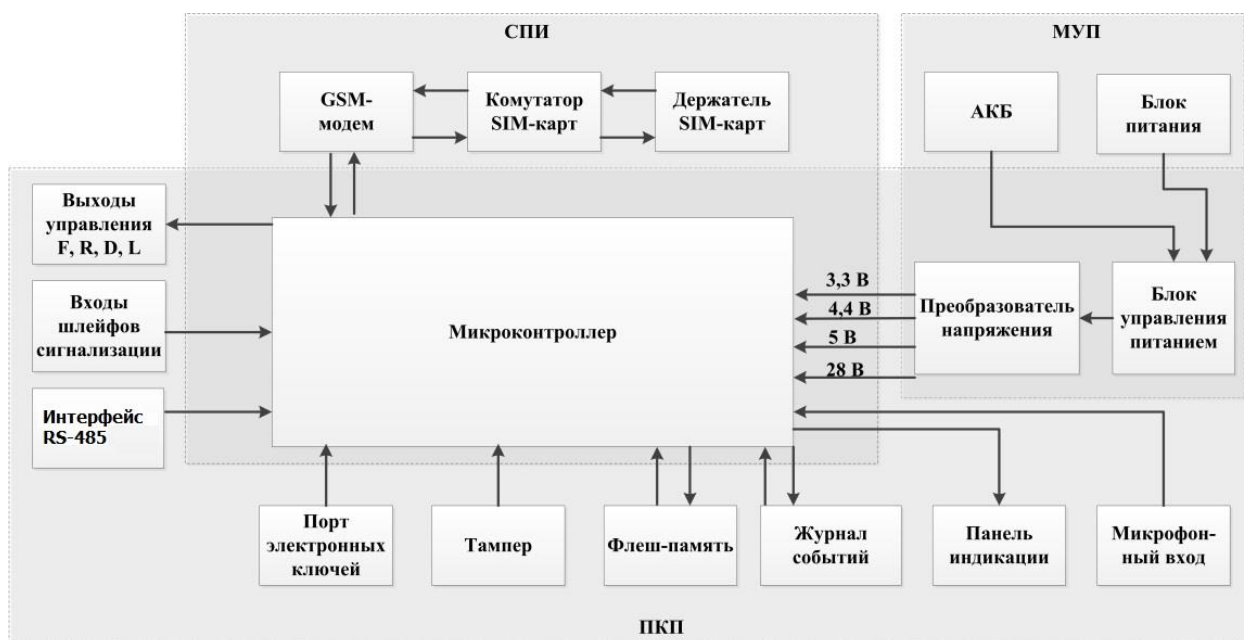 СПИ
МУП
GSM-
модем
Комутатор
SIM-карт
Держатель
SIM-карт
АКБ
Блок
питания
Выходы
управления
F, R, D, L
Входы
шлейфов
сигнализации
Интерфейс
RS-485
Микроконтроллер
3,3 В
4,4 В
5 В
28 В
Преобразователь
напряжения
Блок
управления
питанием
Порт
электронных
ключей
Тампер
Флеш-память
Журнал
событий
Панель
индикации
Микрофон-
ный вход
ПКП